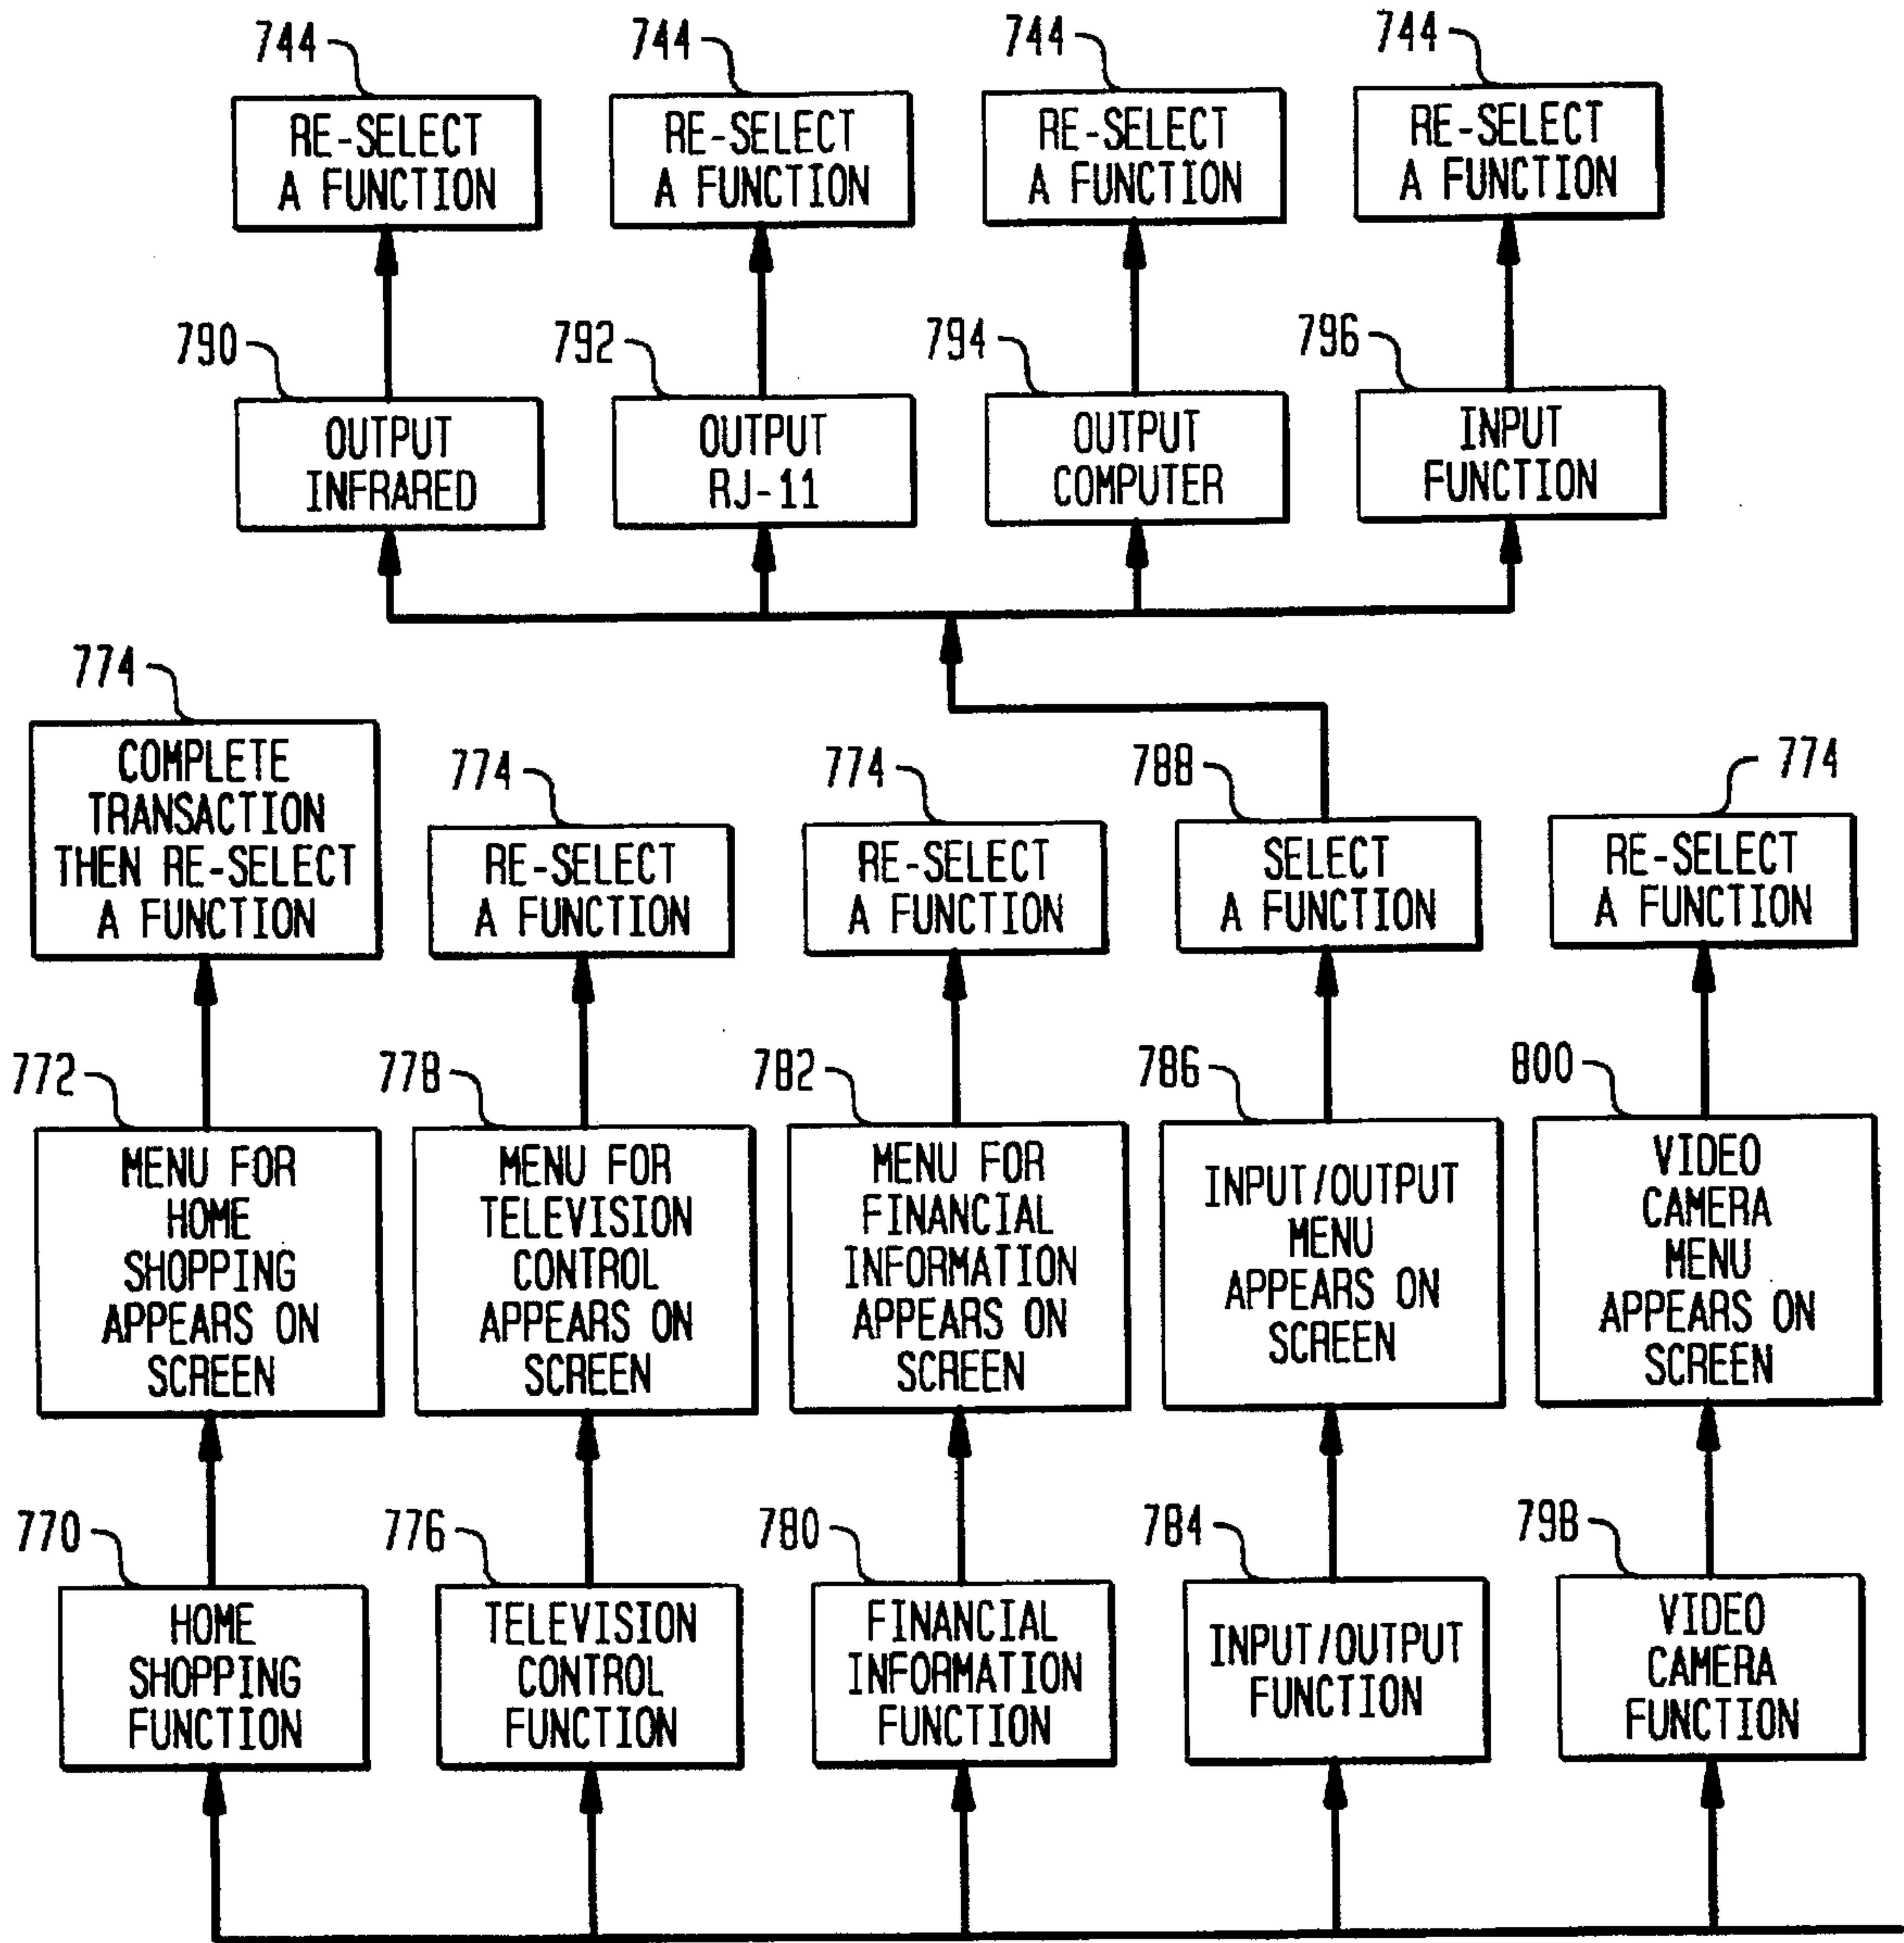 744
744
744
744
RE-SELECT
A FUNCTION
RE-SELECT
A FUNCTION
RE-SELECT
A FUNCTION
RE-SELECT
A FUNCTION
790
792
794
796
OUTPUT
INFRARED
OUTPUT
RJ-11
OUTPUT
COMPUTER
INPUT
FUNCTION
774
774
774
788
774
COMPLETE
TRANSACTION
THEN RE-SELECT
A FUNCTION
RE-SELECT
A FUNCTION
RE-SELECT
A FUNCTION
SELECT
A FUNCTION
RE-SELECT
A FUNCTION
772
778
782
786
800
MENU FOR
HOME
SHOPPING
APPEARS ON
SCREEN
MENU FOR
TELEVISION
CONTROL
APPEARS ON
SCREEN
MENU FOR
FINANCIAL
INFORMATION
APPEARS ON
SCREEN
INPUT/OUTPUT
MENU
APPEARS ON
SCREEN
VIDEO
CAMERA
MENU
APPEARS ON
SCREEN
770
776
780
784
798
HOME
SHOPPING
FUNCTION
TELEVISION
CONTROL
FUNCTION
FINANCIAL
INFORMATION
FUNCTION
INPUT/OUTPUT
FUNCTION
VIDEO
CAMERA
FUNCTION